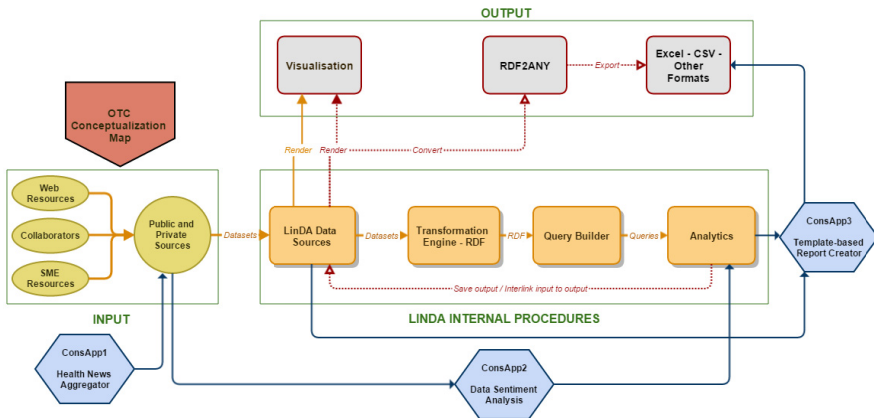 OUTPUT
Visualisation
RDF2ANY
Export
Excel - CSV -
Other
Formats
OTC
Conceptualization
Map
Render
Render
Convert
Web
Resources
Collaborators
SME
Resources
Public and
Private
Sources
Datasets
LinDA Data
Sources
Datasets
Transformation
Engine - RDF
RDF
Query Builder
Queries
Analytics
ConsApp3
Template-based
Report Creator
Save output / Interlink input to output
INPUT
LINDA INTERNAL PROCEDURES
ConsApp1
Health News
Aggregator
ConsApp2
Data Sentiment
Analysis